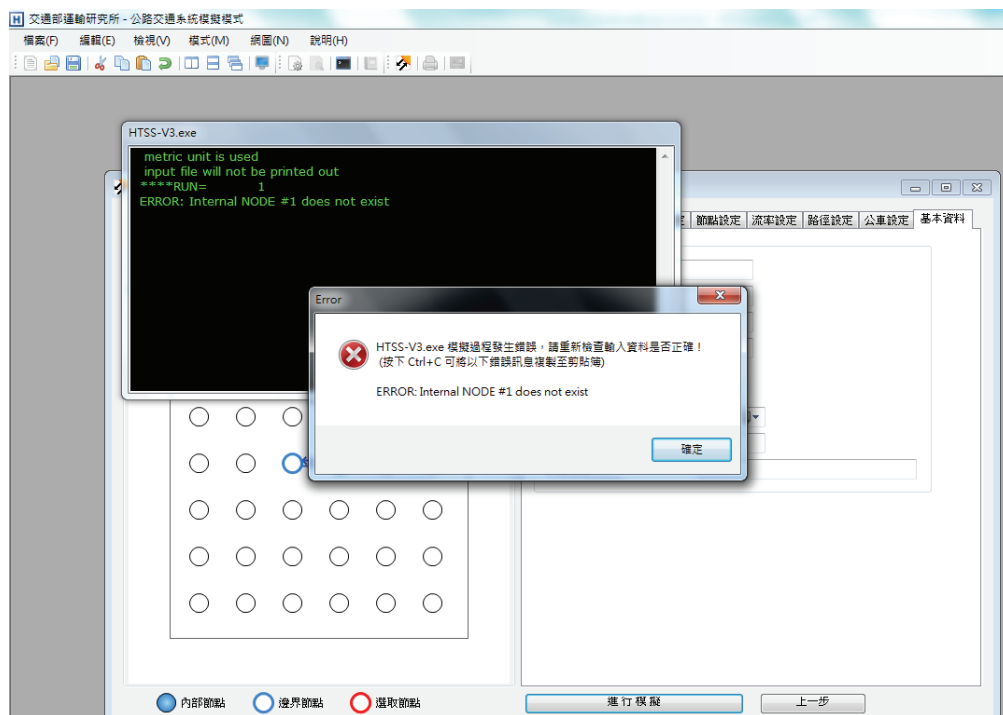 交通部運輸研究所 - 公路交通系統模擬模式
檔案(F) 編輯(E) 檢視(V) 模式(M) 網圖(N) 說明(H)
HTSS-V3.exe
metric unit is used
input file will not be printed out
****RUN= 1
ERROR: Internal NODE #1 does not exist
節點設定 流率設定 路徑設定 公車設定 基本資料
Error
HTSS-V3.exe 模擬過程發生錯誤，請重新檢查輸入資料是否正確！
(按下 Ctrl+C 可將以下錯誤訊息複製至剪貼簿)
ERROR: Internal NODE #1 does not exist
確定
內部節點 邊界節點 選取節點
進行模擬 上一步